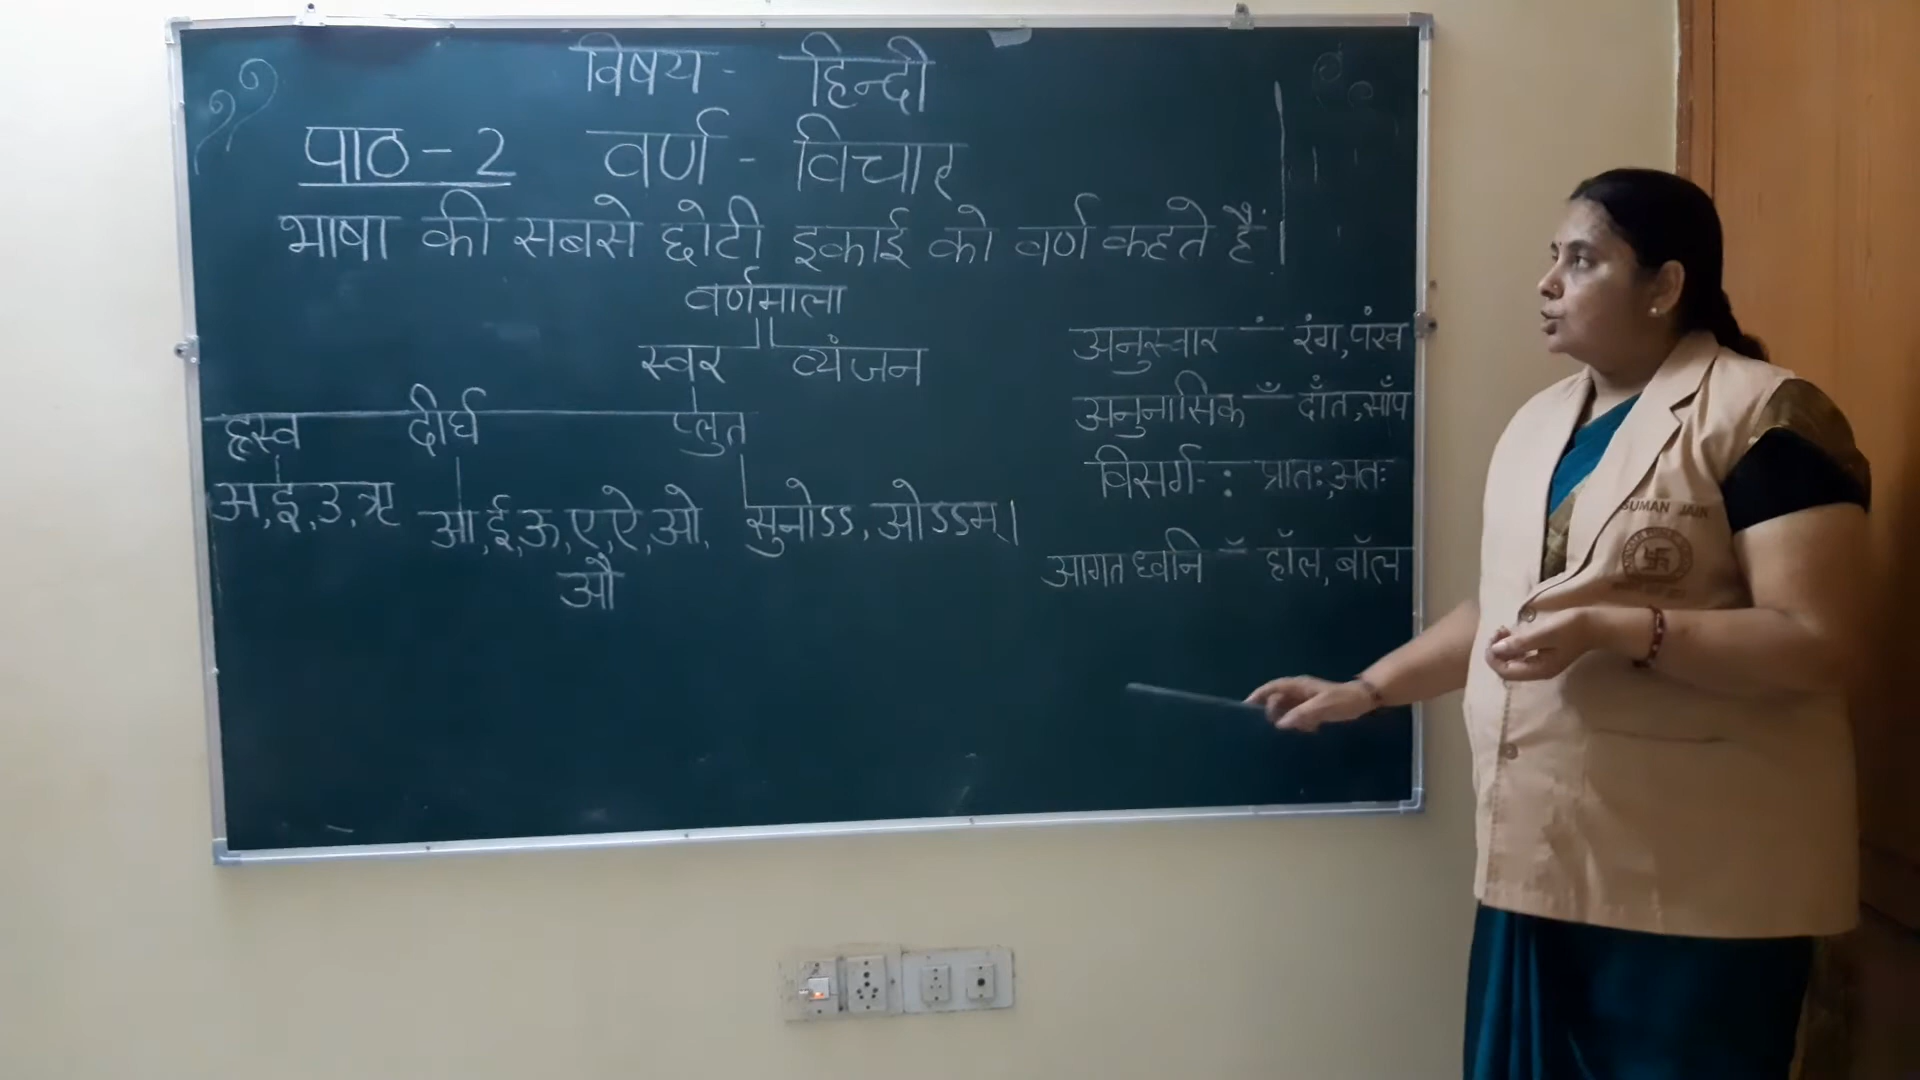 विषय - हिन्दी
पाठ - 2 वर्ण - विचार
भाषा की सबसे छोटी इकाई को वर्ण कहते हैं।
वर्णमाला
स्वर व्यंजन
ह्रस्व दीर्घ प्लुत
अ,इ,उ,ऋ
आ,ई,ऊ,ए,ऐ,ओ,
औ
सुनोऽऽ, ओऽऽम्।
अनुस्वार - ं - रंग,पंख
अनुनासिक - ँ - दाँत,साँप
विसर्ग - : प्रातः,अतः
आगत ध्वनि - ॅ - हॉल,बॉल
SUMAN JAIN